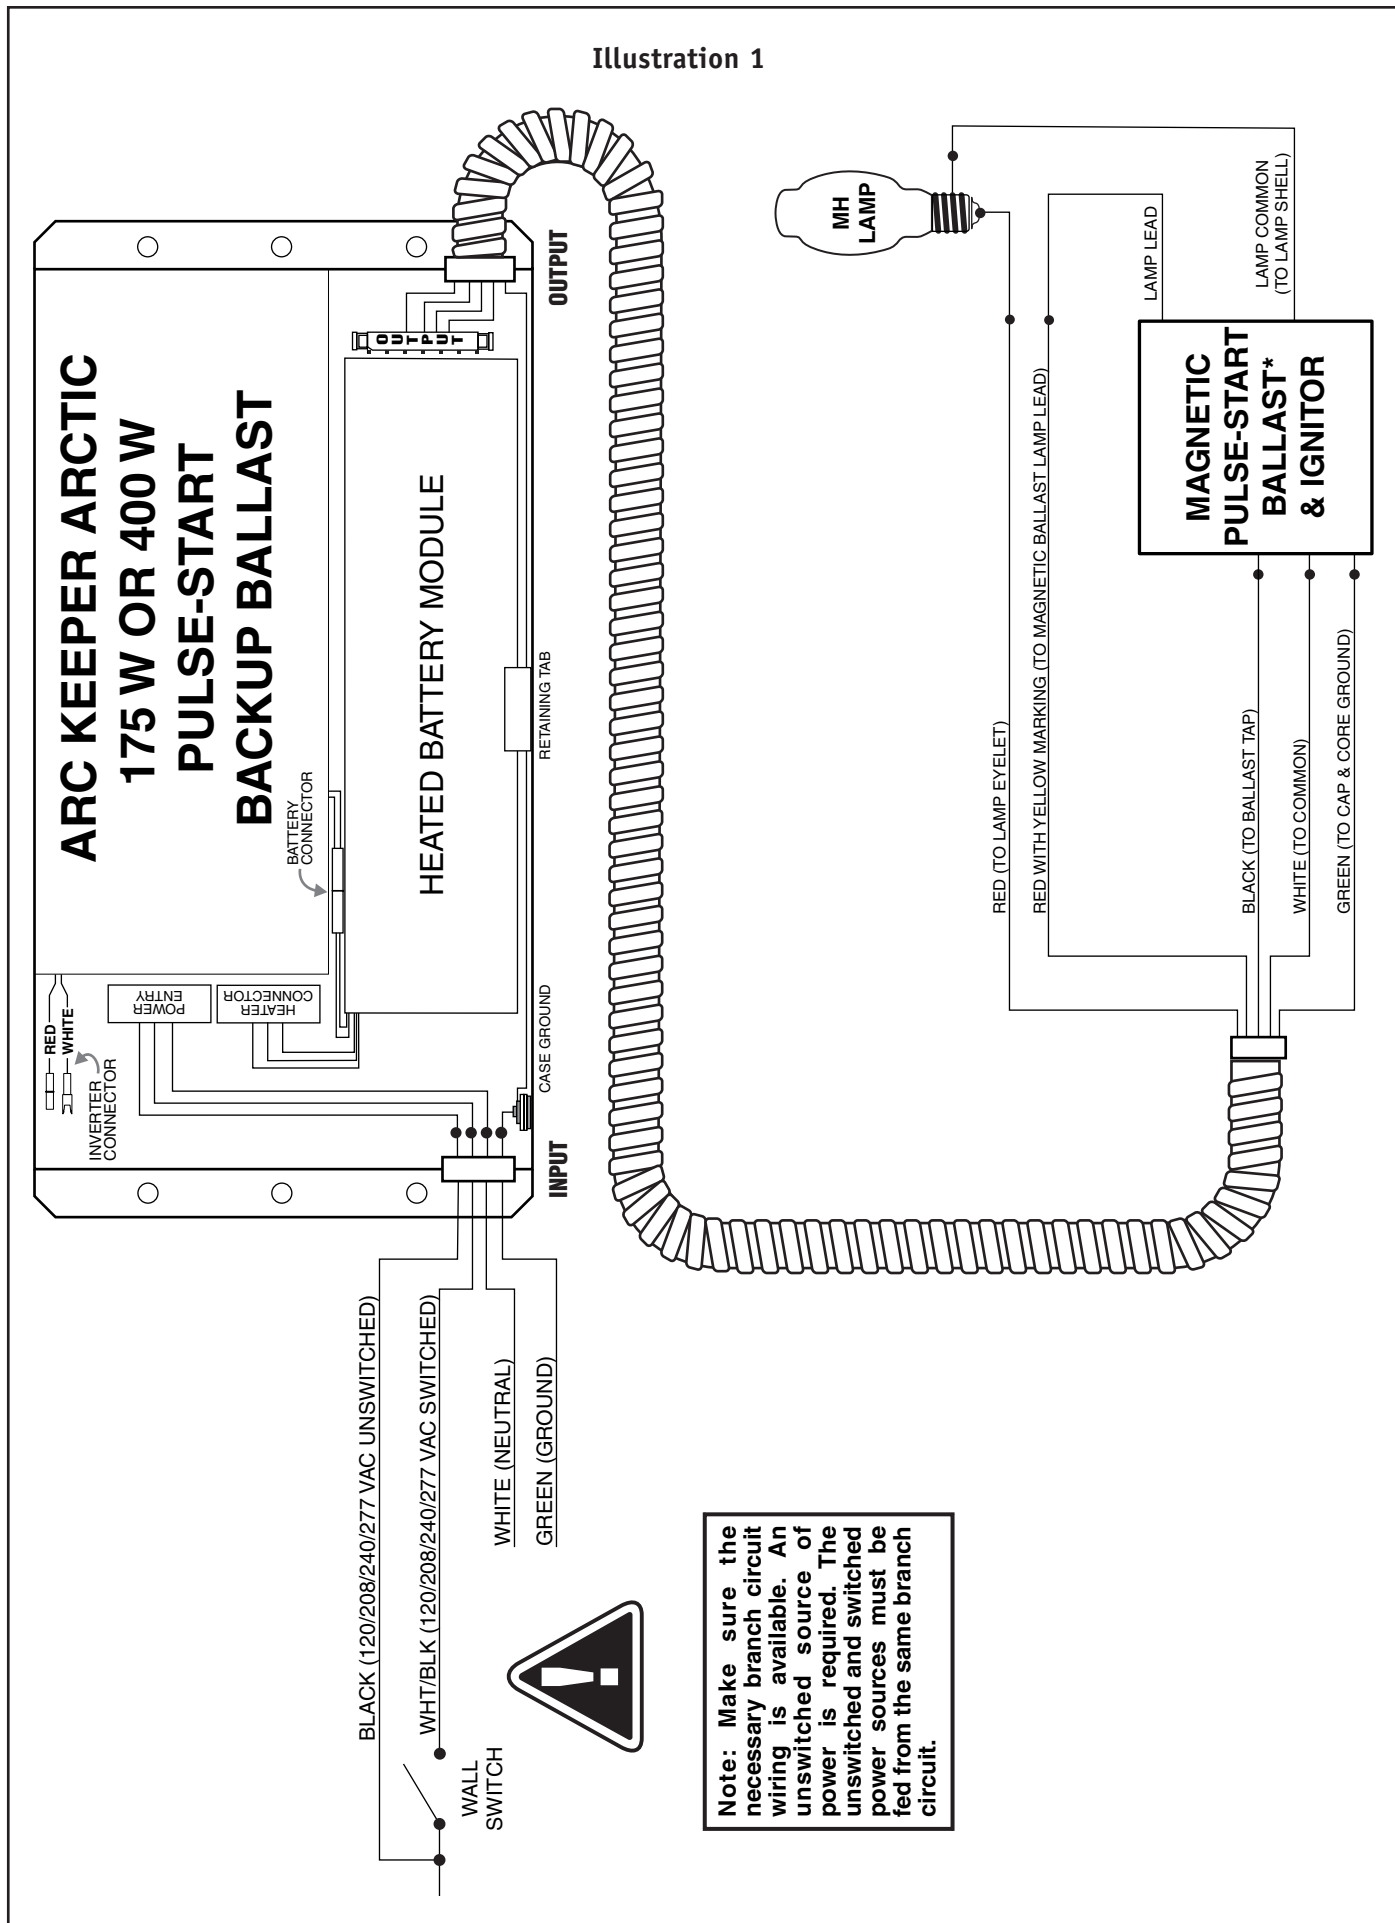 Illustration 1
ARC KEEPER ARCTIC
175 W OR 400 W
PULSE-START
BACKUP BALLAST
RED
WHITE
INVERTER
CONNECTOR
POWER
ENTRY
HEATER
CONNECTOR
BATTERY
CONNECTOR
HEATED BATTERY MODULE
OUTPUT
CASE GROUND
RETAINING TAB
INPUT
OUTPUT
BLACK (120/208/240/277 VAC UNSWITCHED)
WHT/BLK (120/208/240/277 VAC SWITCHED)
WALL
SWITCH
WHITE (NEUTRAL)
GREEN (GROUND)
Note: Make sure the
necessary branch circuit
wiring is available. An
unswitched source of
power is required. The
unswitched and switched
power sources must be
fed from the same branch
circuit.
MH
LAMP
RED (TO LAMP EYELET)
RED WITH YELLOW MARKING (TO MAGNETIC BALLAST LAMP LEAD)
LAMP LEAD
LAMP COMMON
(TO LAMP SHELL)
BLACK (TO BALLAST TAP)
WHITE (TO COMMON)
GREEN (TO CAP & CORE GROUND)
MAGNETIC
PULSE-START
BALLAST*
& IGNITOR